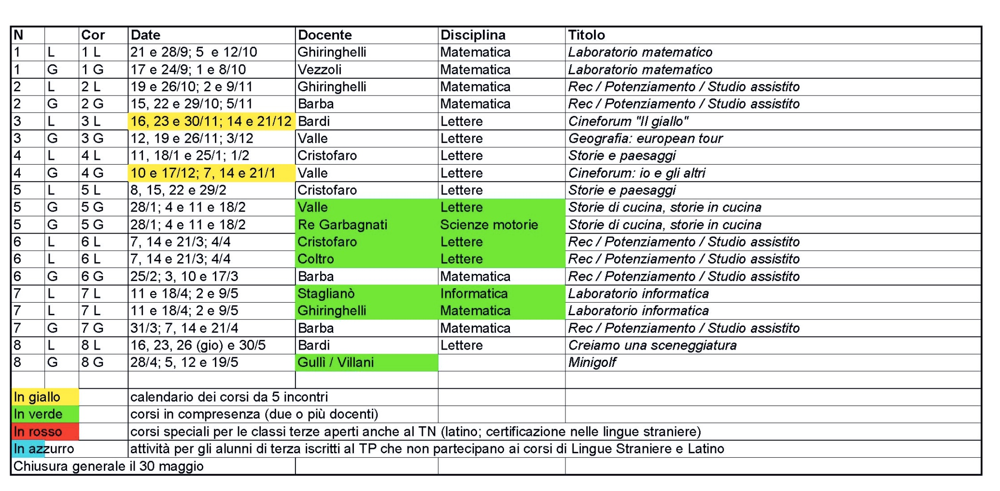 N Cor Date Docente Disciplina Titolo
1 L 1 L 21 e 28/9; 5 e 12/10 Ghiringhelli Matematica Laboratorio matematico
1 G 1 G 17 e 24/9; 1 e 8/10 Vezzoli Matematica Laboratorio matematico
2 L 2 L 19 e 26/10; 2 e 9/11 Ghiringhelli Matematica Rec / Potenziamento / Studio assistito
2 G 2 G 15, 22 e 29/10; 5/11 Barba Matematica Rec / Potenziamento / Studio assistito
3 L 3 L 16, 23 e 30/11; 14 e 21/12 Bardi Lettere Cineforum "Il giallo"
3 G 3 G 12, 19 e 26/11; 3/12 Valle Lettere Geografia: european tour
4 L 4 L 11, 18/1 e 25/1; 1/2 Cristofaro Lettere Storie e paesaggi
4 G 4 G 10 e 17/12; 7, 14 e 21/1 Valle Lettere Cineforum: io e gli altri
5 L 5 L 8, 15, 22 e 29/2 Cristofaro Lettere Storie e paesaggi
5 G 5 G 28/1; 4 e 11 e 18/2 Valle Lettere Storie di cucina, storie in cucina
5 G 5 G 28/1; 4 e 11 e 18/2 Re Garbagnati Scienze motorie Storie di cucina, storie in cucina
6 L 6 L 7, 14 e 21/3; 4/4 Cristofaro Lettere Rec / Potenziamento / Studio assistito
6 L 6 L 7, 14 e 21/3; 4/4 Coltro Lettere Rec / Potenziamento / Studio assistito
6 G 6 G 25/2; 3, 10 e 17/3 Barba Matematica Rec / Potenziamento / Studio assistito
7 L 7 L 11 e 18/4; 2 e 9/5 Staglianò Informatica Laboratorio informatica
7 L 7 L 11 e 18/4; 2 e 9/5 Ghiringhelli Matematica Laboratorio informatica
7 G 7 G 31/3; 7, 14 e 21/4 Barba Matematica Rec / Potenziamento / Studio assistito
8 L 8 L 16, 23, 26 (gio) e 30/5 Bardi Lettere Creiamo una sceneggiatura
8 G 8 G 28/4; 5, 12 e 19/5 Gullì / Villani Minigolf
In giallo calendario dei corsi da 5 incontri
In verde corsi in compresenza (due o più docenti)
In rosso corsi speciali per le classi terze aperti anche al TN (latino; certificazione nelle lingue straniere)
In azzurro attività per gli alunni di terza iscritti al TP che non partecipano ai corsi di Lingue Straniere e Latino
Chiusura generale il 30 maggio